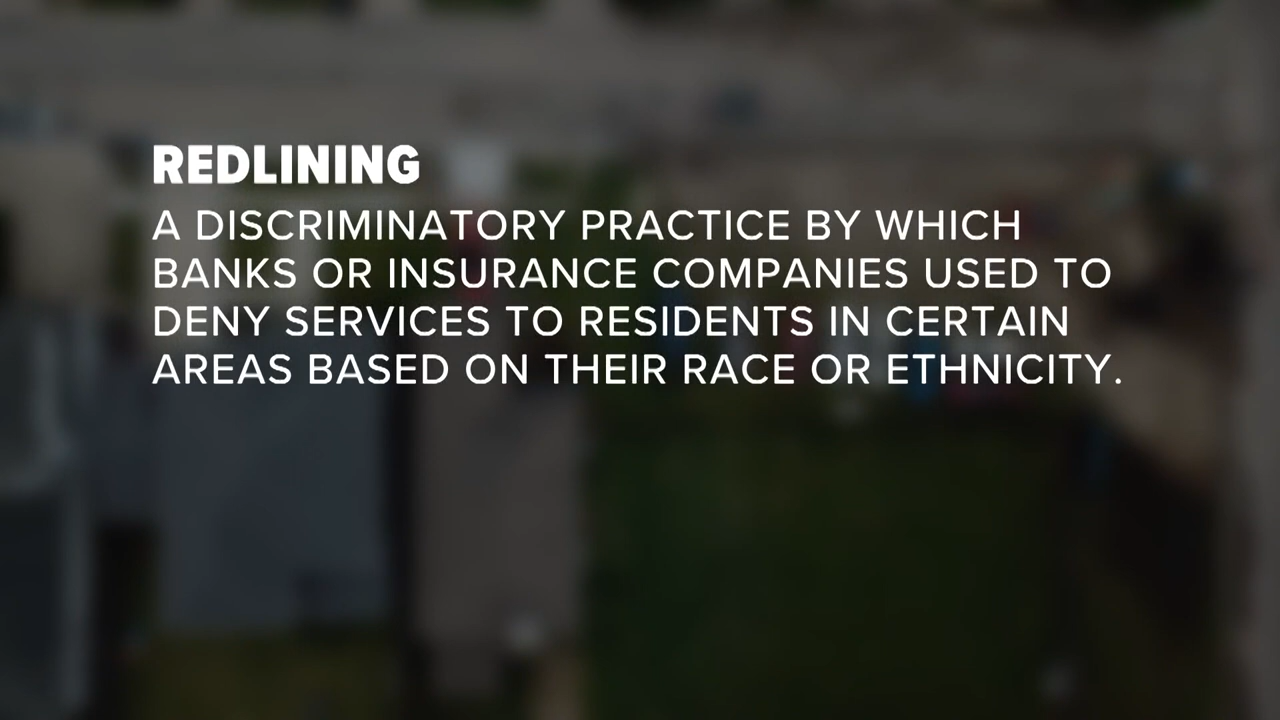 REDLINING
A DISCRIMINATORY PRACTICE BY WHICH
BANKS OR INSURANCE COMPANIES USED TO
DENY SERVICES TO RESIDENTS IN CERTAIN
AREAS BASED ON THEIR RACE OR ETHNICITY.